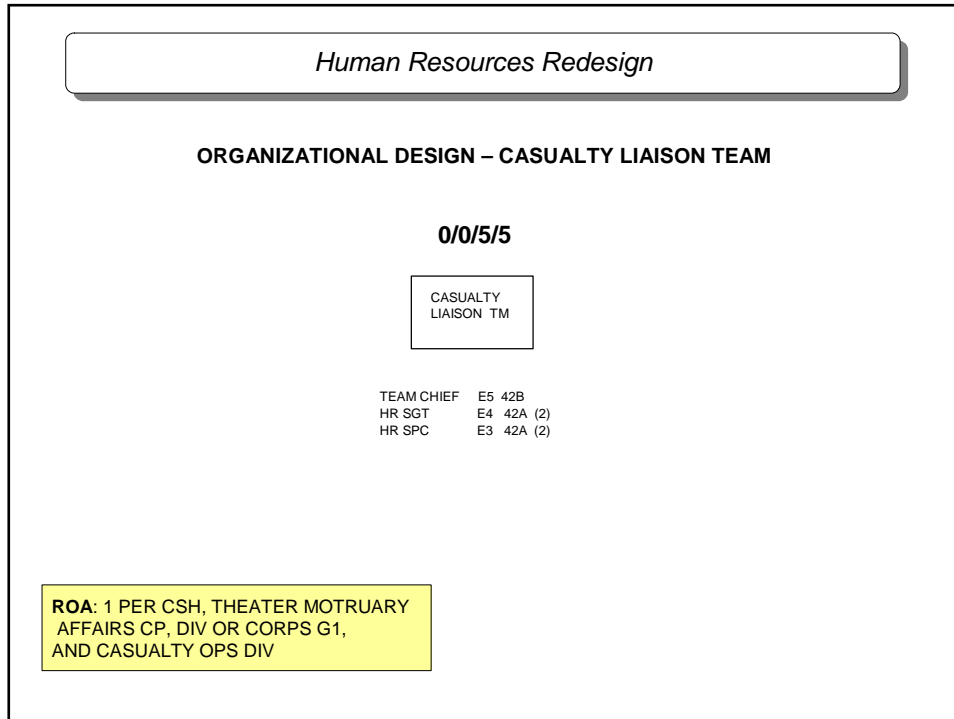 Human Resources Redesign
ORGANIZATIONAL DESIGN – CASUALTY LIAISON TEAM
0/0/5/5
CASUALTY
LIAISON TM
TEAM CHIEF E5 42B
HR SGT E4 42A (2)
HR SPC E3 42A (2)
ROA: 1 PER CSH, THEATER MOTRUARY
AFFAIRS CP, DIV OR CORPS G1,
AND CASUALTY OPS DIV